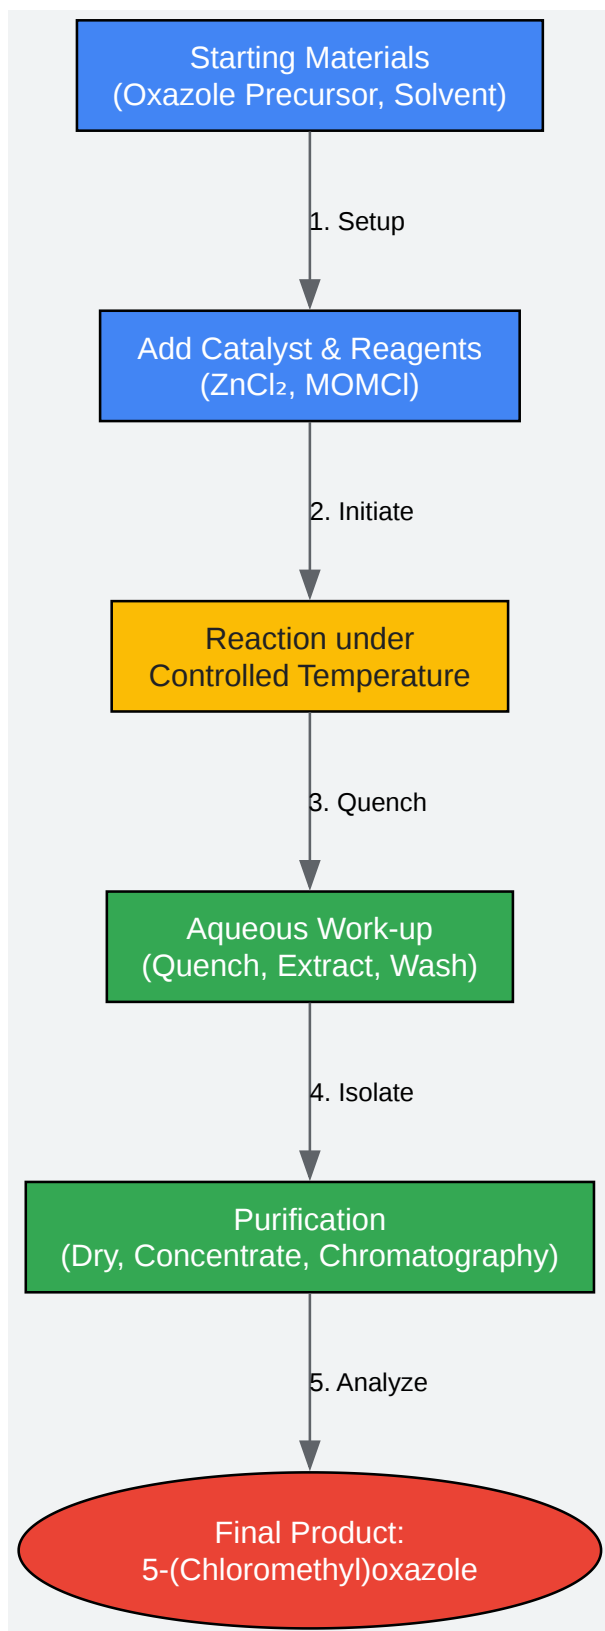 Starting Materials
(Oxazole Precursor, Solvent)
1. Setup
Add Catalyst & Reagents
(ZnCl₂, MOMCl)
2. Initiate
Reaction under
Controlled Temperature
3. Quench
Aqueous Work-up
(Quench, Extract, Wash)
4. Isolate
Purification
(Dry, Concentrate, Chromatography)
5. Analyze
Final Product:
5-(Chloromethyl)oxazole